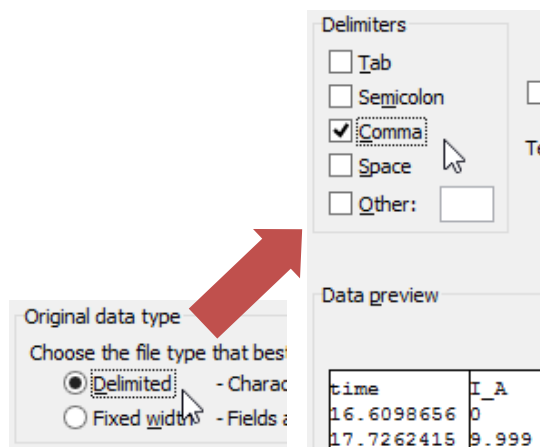 Delimiters
Tab
Semicolon
Comma
Space
Other:
Data preview
time I_A
16.6098656 0
17.7262415 9.999
Original data type
Choose the file type that best
Delimited - Charac
Fixed width - Fields a